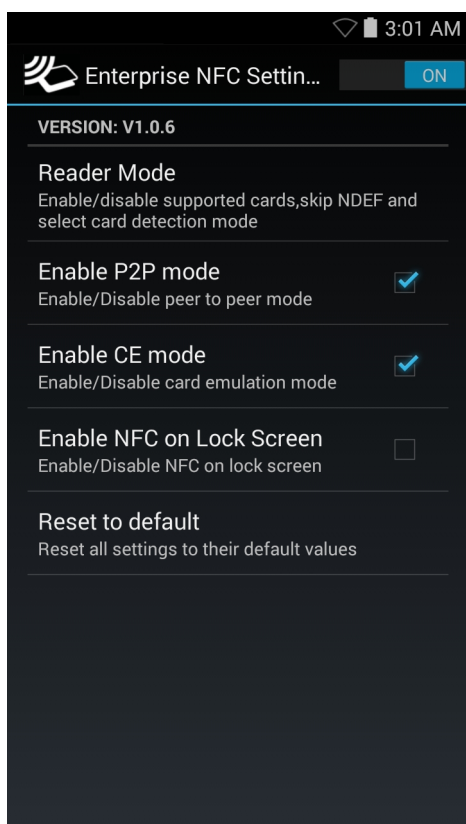 3:01 AM
Enterprise NFC Settin...
ON
VERSION: V1.0.6
Reader Mode
Enable/disable supported cards,skip NDEF and
select card detection mode
Enable P2P mode
Enable/Disable peer to peer mode
Enable CE mode
Enable/Disable card emulation mode
Enable NFC on Lock Screen
Enable/Disable NFC on lock screen
Reset to default
Reset all settings to their default values